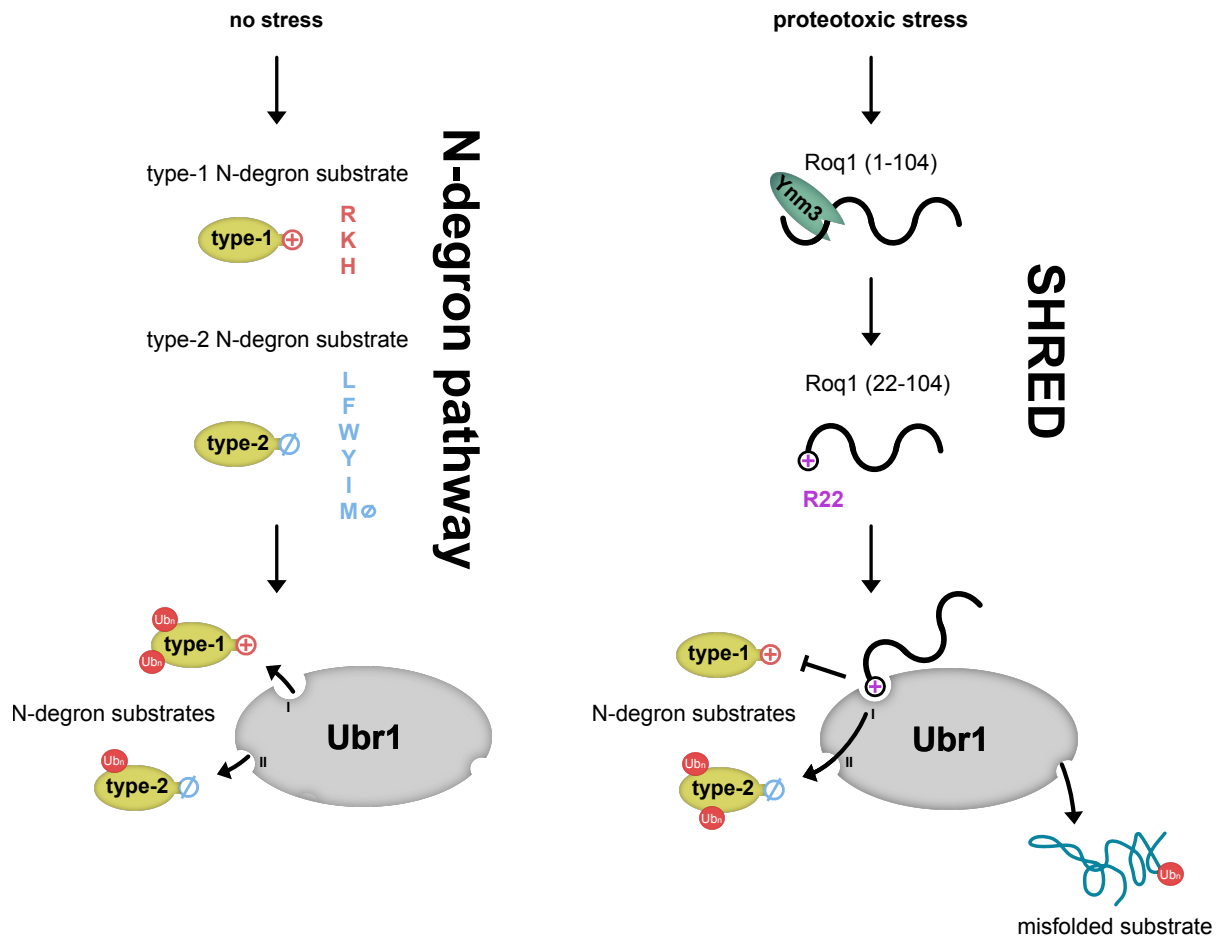 no stress
type-1 N-degron substrate
type-1
R
K
H
type-2 N-degron substrate
type-2
L
F
W
Y
I
M
N-degron pathway
Ubn
Ubn
type-1
I
N-degron substrates
Ubr1
II
Ubn
type-2
proteotoxic stress
Roq1 (1-104)
Ynm3
SHRED
Roq1 (22-104)
R22
type-1
I
N-degron substrates
Ubr1
II
Ubn
type-2
Ubn
Ubn
misfolded substrate